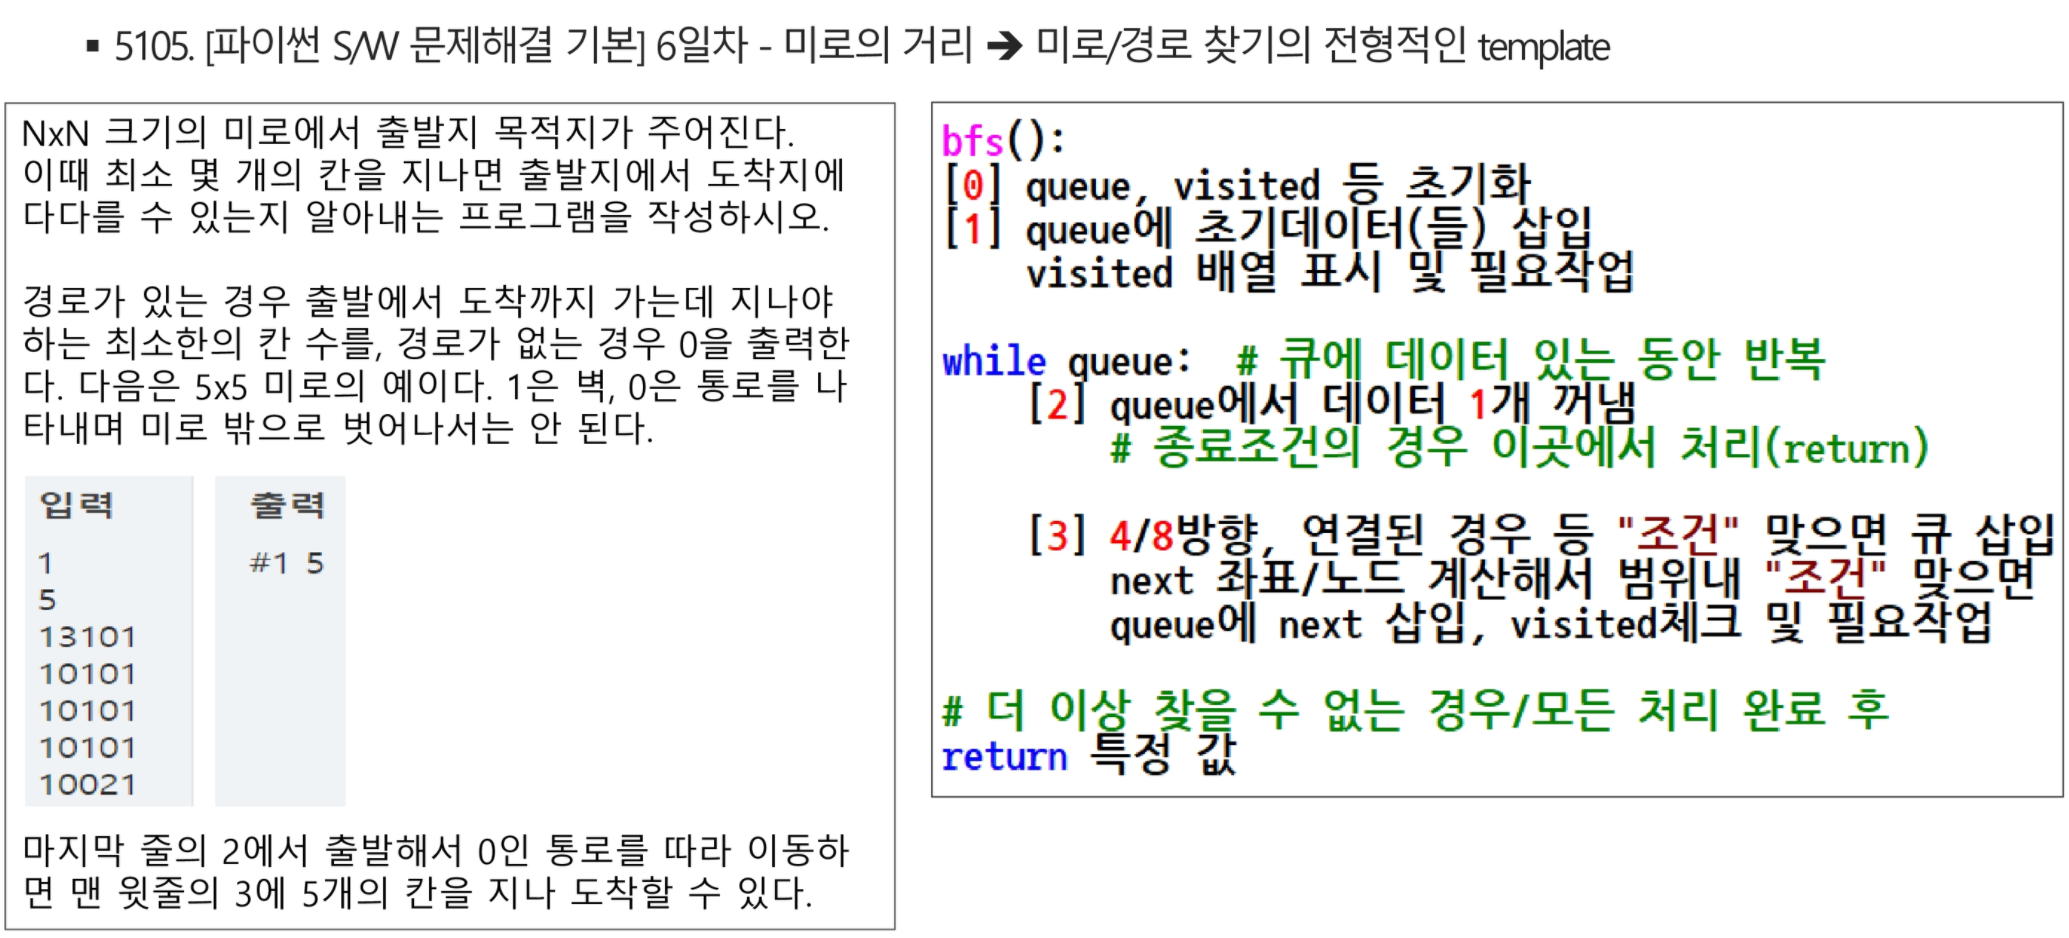 ▪ 5105. [파이썬 S/W 문제해결 기본] 6일차 - 미로의 거리 ➔ 미로/경로 찾기의 전형적인 template
NxN 크기의 미로에서 출발지 목적지가 주어진다.
이때 최소 몇 개의 칸을 지나면 출발지에서 도착지에
다다를 수 있는지 알아내는 프로그램을 작성하시오.
경로가 있는 경우 출발에서 도착까지 가는데 지나야
하는 최소한의 칸 수를, 경로가 없는 경우 0을 출력한
다. 다음은 5x5 미로의 예이다. 1은 벽, 0은 통로를 나
타내며 미로 밖으로 벗어나서는 안 된다.
입력
1
5
13101
10101
10101
10101
10021
출력
#1 5
마지막 줄의 2에서 출발해서 0인 통로를 따라 이동하
면 맨 윗줄의 3에 5개의 칸을 지나 도착할 수 있다.
bfs():
[0] queue, visited 등 초기화
[1] queue에 초기데이터(들) 삽입
visited 배열 표시 및 필요작업
while queue: # 큐에 데이터 있는 동안 반복
[2] queue에서 데이터 1개 꺼냄
# 종료조건의 경우 이곳에서 처리(return)
[3] 4/8방향, 연결된 경우 등 "조건" 맞으면 큐 삽입
next 좌표/노드 계산해서 범위내 "조건" 맞으면
queue에 next 삽입, visited체크 및 필요작업
# 더 이상 찾을 수 없는 경우/모든 처리 완료 후
return 특정 값